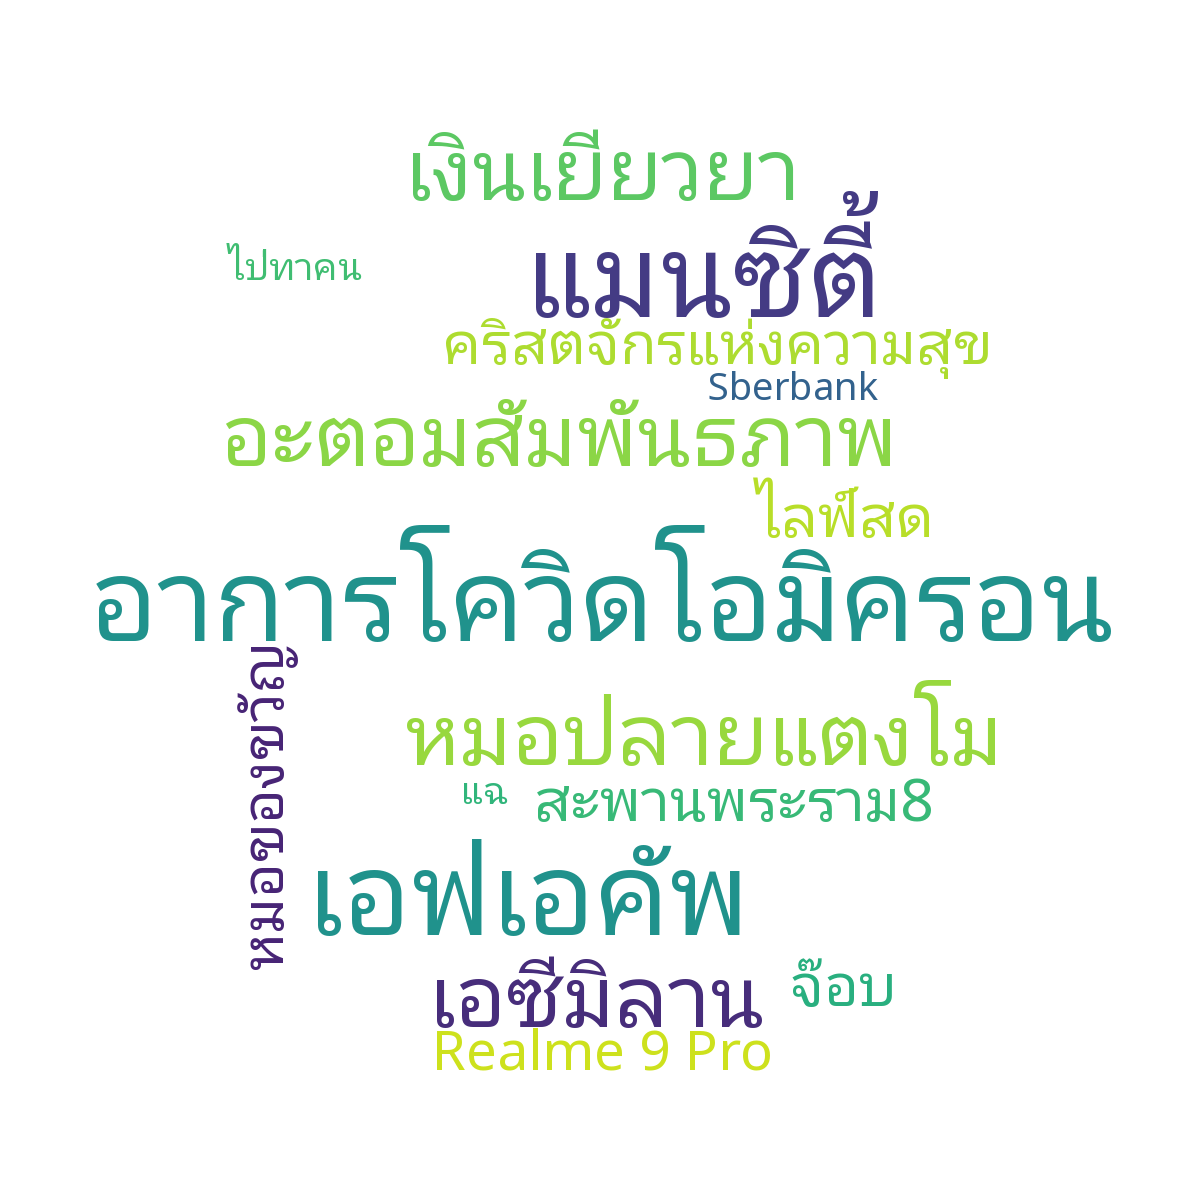 เงินเยียวยา
แมนซิตี้
ไปทาคน
คริสตจักรแห่งความสุข
Sberbank
อะตอมสัมพันธภาพ
ไลฟ์สด
อาการโควิดโอมิครอน
หมอของขวัญ
หมอปลายแตงโม
แฉ
สะพานพระราม8
เอฟเอคัพ
เอซีมิลาน
จ๊อบ
Realme 9 Pro